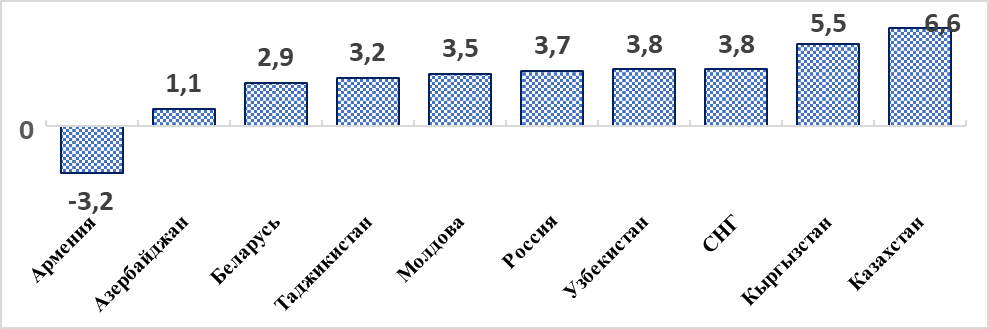 6,6
5,5
3,8
3,8
3,7
3,5
3,2
2,9
1,1
0
-3,2
Армения
Азербайджан
Беларусь
Таджикистан
Молдова
Россия
Узбекистан
СНГ
Кыргызстан
Казахстан